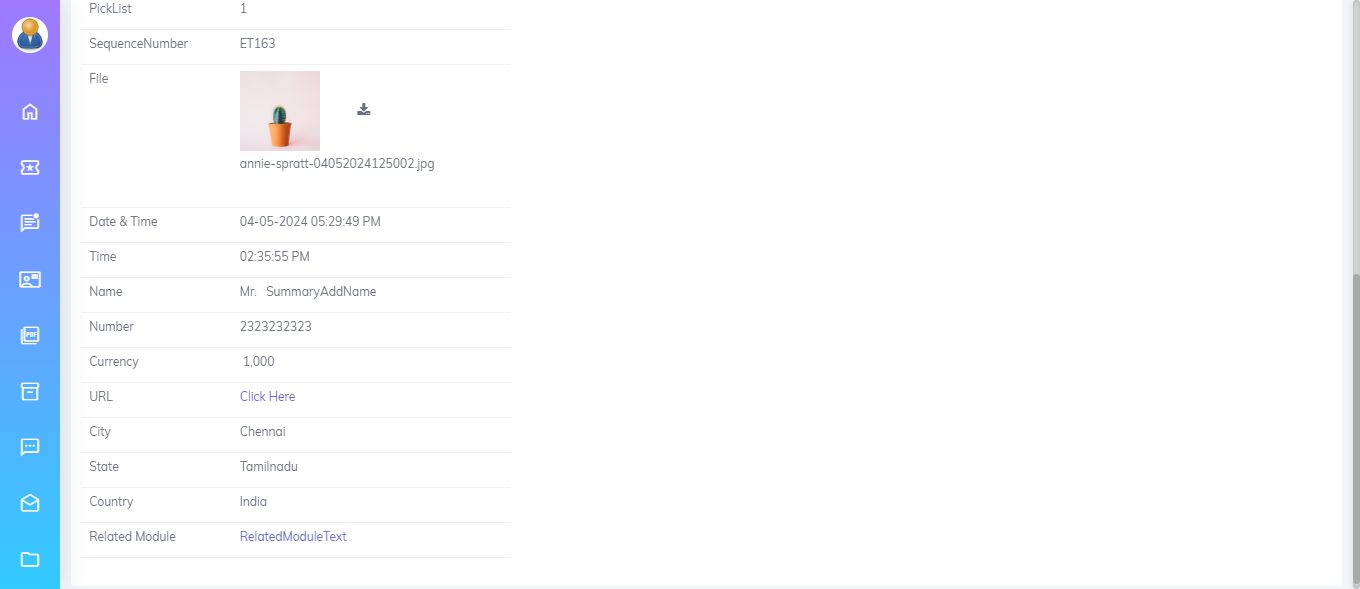 PickList 1
SequenceNumber ET163
File
annie-spratt-04052024125002.jpg
Date & Time 04-05-2024 05:29:49 PM
Time 02:35:55 PM
Name Mr. SummaryAddName
Number 2323232323
Currency 1,000
URL Click Here
City Chennai
State Tamilnadu
Country India
Related Module RelatedModuleText
PDF